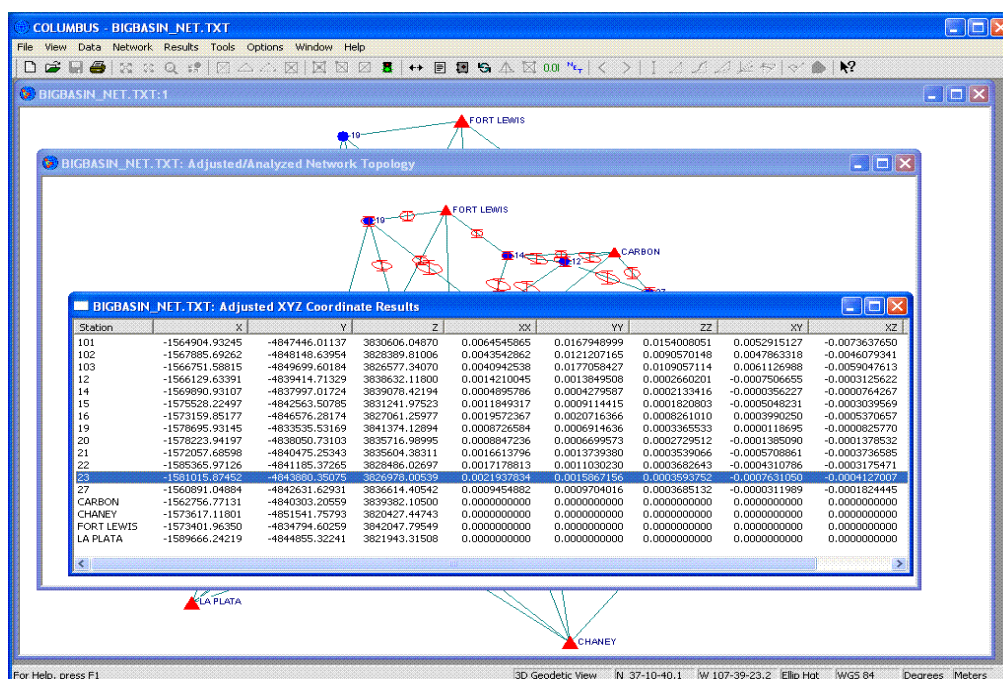 COLUMBUS - BIGBASIN_NET.TXT
File View Data Network Results Tools Options Window Help
0.01 NET
BIGBASIN_NET.TXT:1
FORT LEWIS
19
BIGBASIN_NET.TXT: Adjusted/Analyzed Network Topology
FORT LEWIS
19
14
CARBON
12
27
BIGBASIN_NET.TXT: Adjusted XYZ Coordinate Results
Station X Y Z XX YY ZZ XY XZ
101 -1564904.93245 -4847446.01137 3830606.04870 0.0064545865 0.0167948999 0.0154008051 0.0052915127 -0.0073637650
102 -1567885.69262 -4848148.63954 3828389.81006 0.0043542862 0.0121207165 0.0090570148 0.0047863318 -0.0046079341
103 -1566751.58815 -4849699.60184 3826577.34070 0.0040942538 0.0177058427 0.0109057114 0.0061126988 -0.0059047613
12 -1566129.63391 -4839414.71329 3838632.11800 0.0014210045 0.0013849508 0.0002660201 -0.0007506655 -0.0003125622
14 -1569890.93107 -4837997.01724 3839078.42194 0.0004895786 0.0004279587 0.0002133416 -0.0000356227 -0.0000764267
15 -1575528.22497 -4842563.50785 3831241.97523 0.0011849317 0.0009114415 0.0001820803 -0.0005048231 -0.0003039569
16 -1573159.85177 -4846576.28174 3827061.25977 0.0019572367 0.0020716366 0.0008261010 0.0003990250 -0.0005370657
19 -1578695.93145 -4833535.53169 3841374.12894 0.0008726584 0.0006914636 0.0003365533 0.0000118695 -0.0000825770
20 -1578223.94197 -4838050.73103 3835716.98995 0.0008847236 0.0006699573 0.0002729512 -0.0001385090 -0.0001378532
21 -1572057.68598 -4840475.25343 3835604.38311 0.0016613796 0.0013739380 0.0003539066 -0.0005708861 -0.0003736585
22 -1585365.97126 -4841185.37265 3828486.02697 0.0017178813 0.0011030230 0.0003682643 -0.0004310786 -0.0003175471
23 -1581015.87452 -4843880.35075 3826978.00539 0.0021937834 0.0015867156 0.0003593752 -0.0007631050 -0.0004127007
27 -1560891.04884 -4842631.62931 3836614.40542 0.0009454882 0.0009704016 0.0003685132 -0.0000311989 -0.0001824445
CARBON -1562756.77131 -4840303.20559 3839382.10500 0.0000000000 0.0000000000 0.0000000000 0.0000000000 0.0000000000
CHANEY -1573617.11801 -4851541.75793 3820427.44743 0.0000000000 0.0000000000 0.0000000000 0.0000000000 0.0000000000
FORT LEWIS -1573401.96350 -4834794.60259 3842047.79549 0.0000000000 0.0000000000 0.0000000000 0.0000000000 0.0000000000
LA PLATA -1589666.24219 -4844855.32241 3821943.31508 0.0000000000 0.0000000000 0.0000000000 0.0000000000 0.0000000000
LA PLATA
CHANEY
For Help, press F1 3D Geodetic View N 37-10-40.1 W 107-39-23.2 Ellip Hgt WGS 84 Degrees Meters